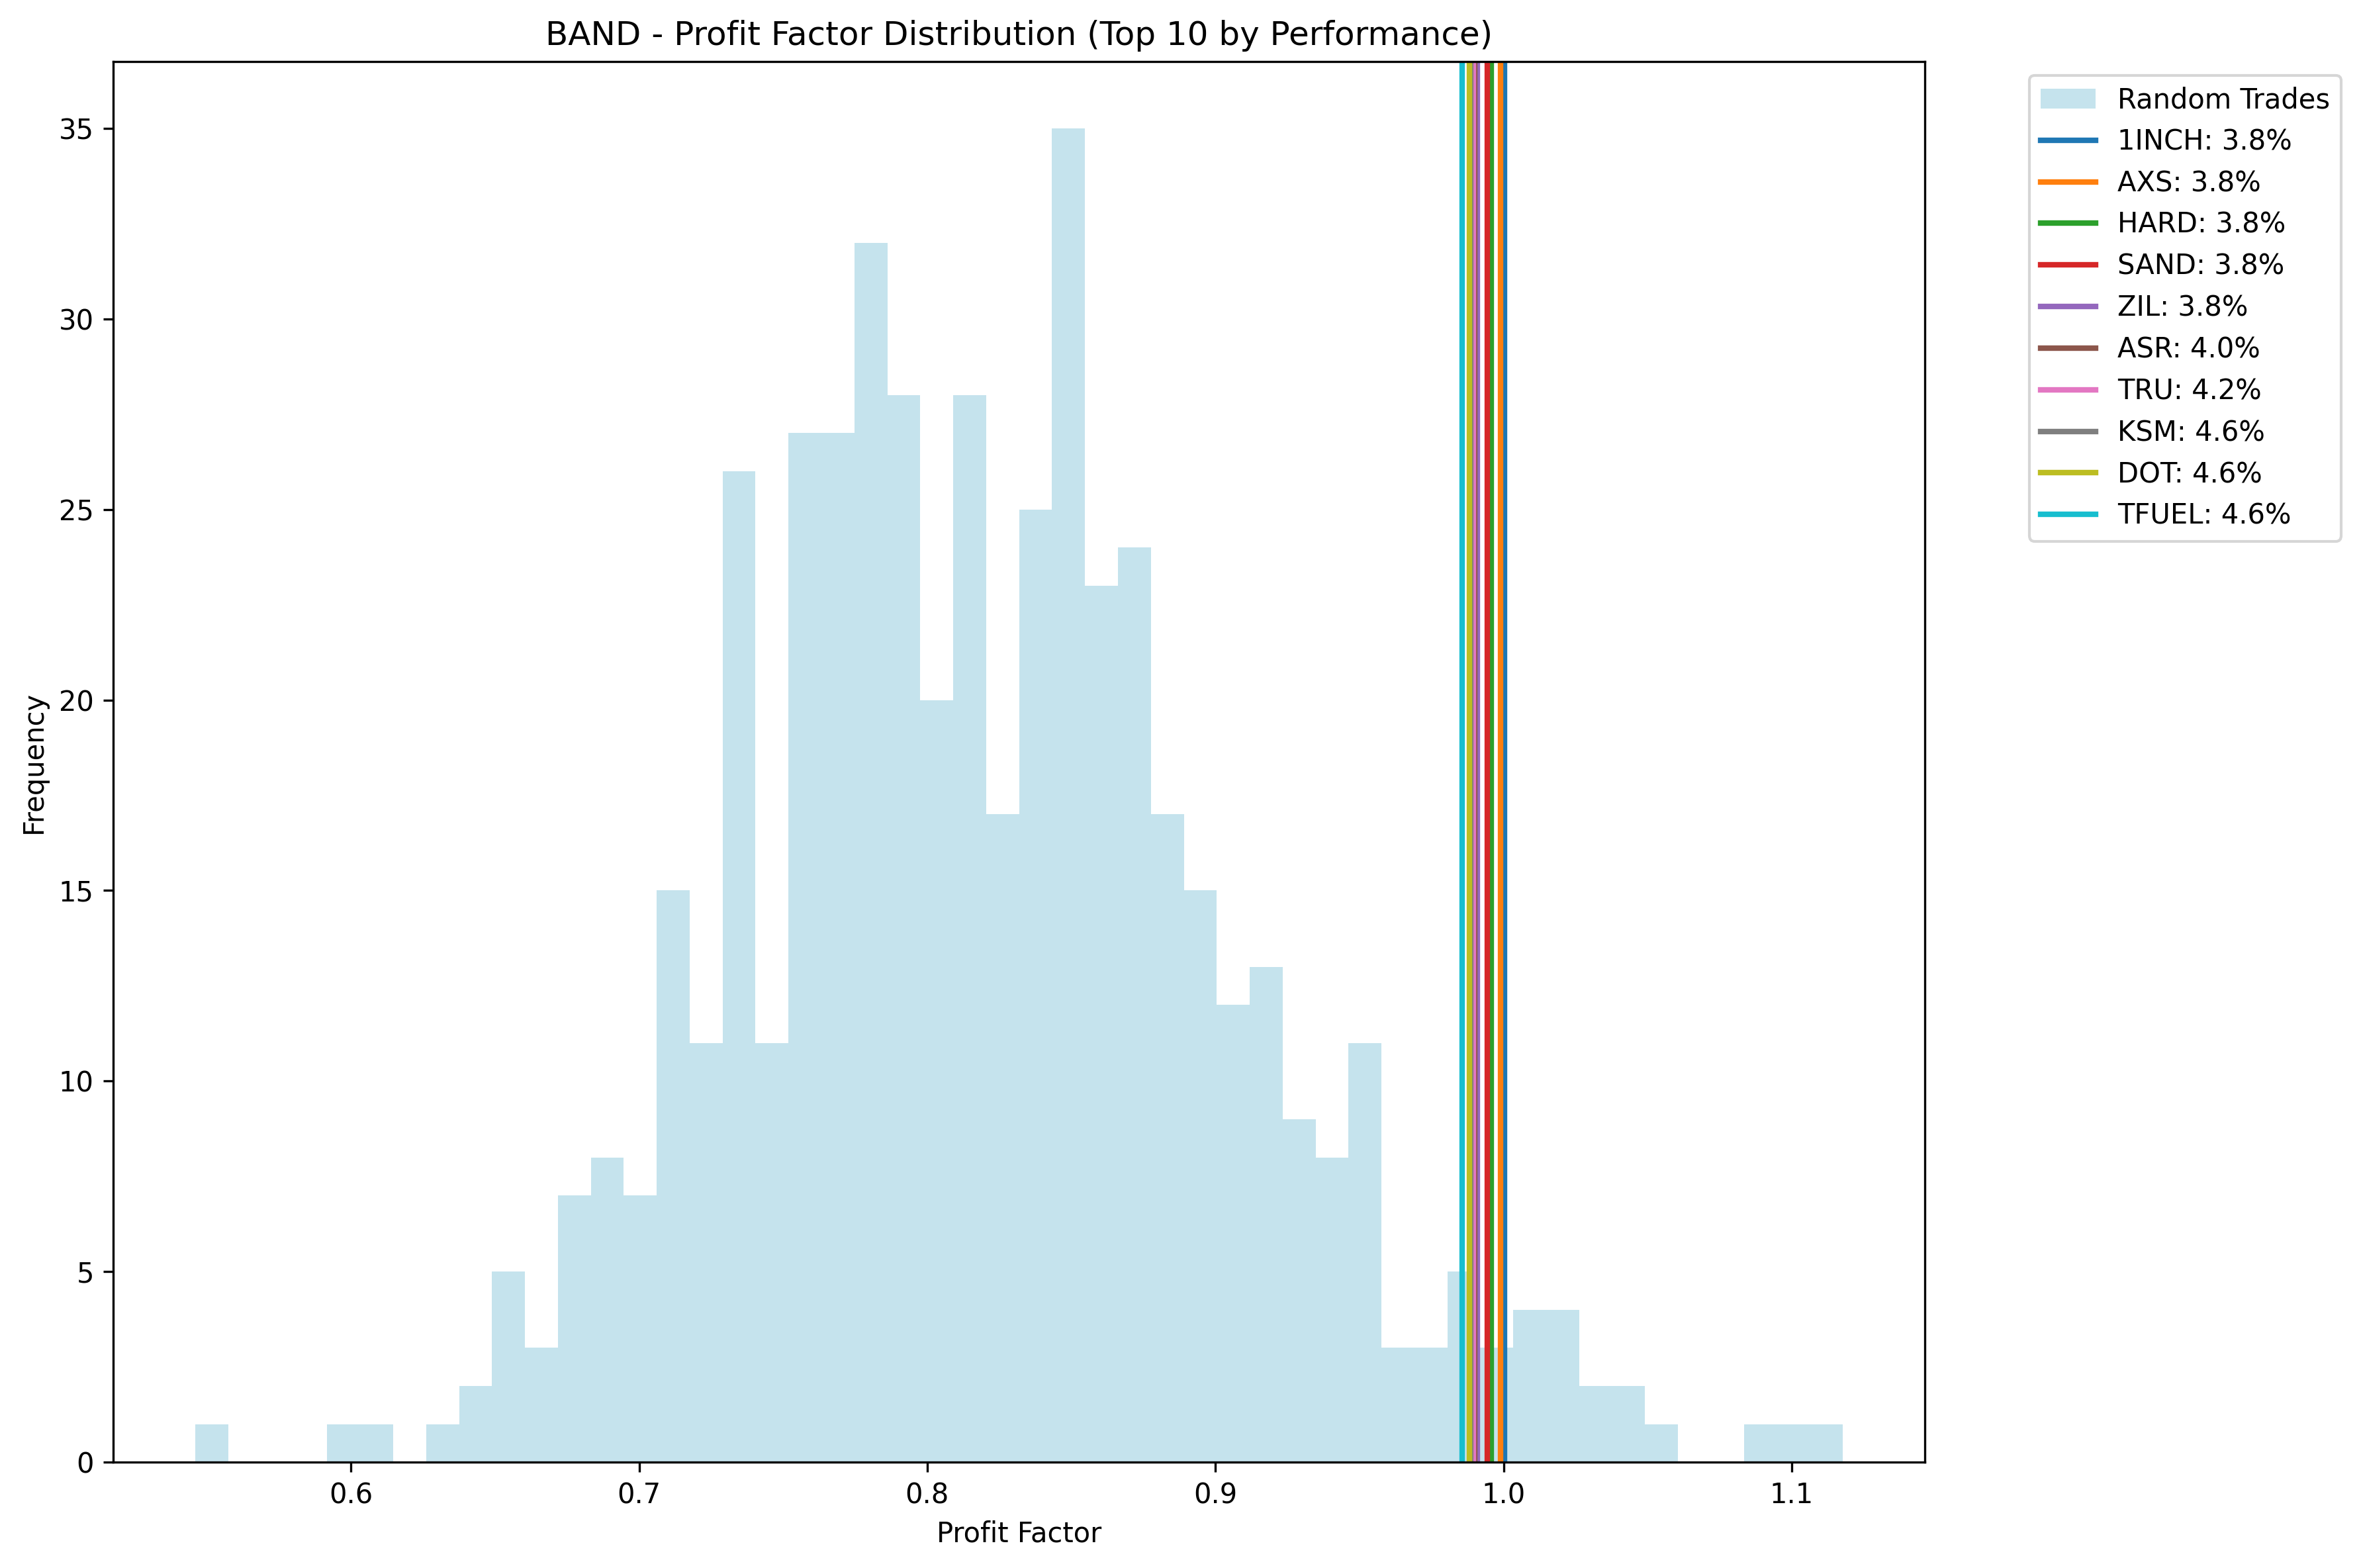 BAND - Profit Factor Distribution (Top 10 by Performance)
Frequency
35
30
25
20
15
10
5
0
0.6
0.7
0.8
0.9
1.0
1.1
Profit Factor
Random Trades
1INCH: 3.8%
AXS: 3.8%
HARD: 3.8%
SAND: 3.8%
ZIL: 3.8%
ASR: 4.0%
TRU: 4.2%
KSM: 4.6%
DOT: 4.6%
TFUEL: 4.6%